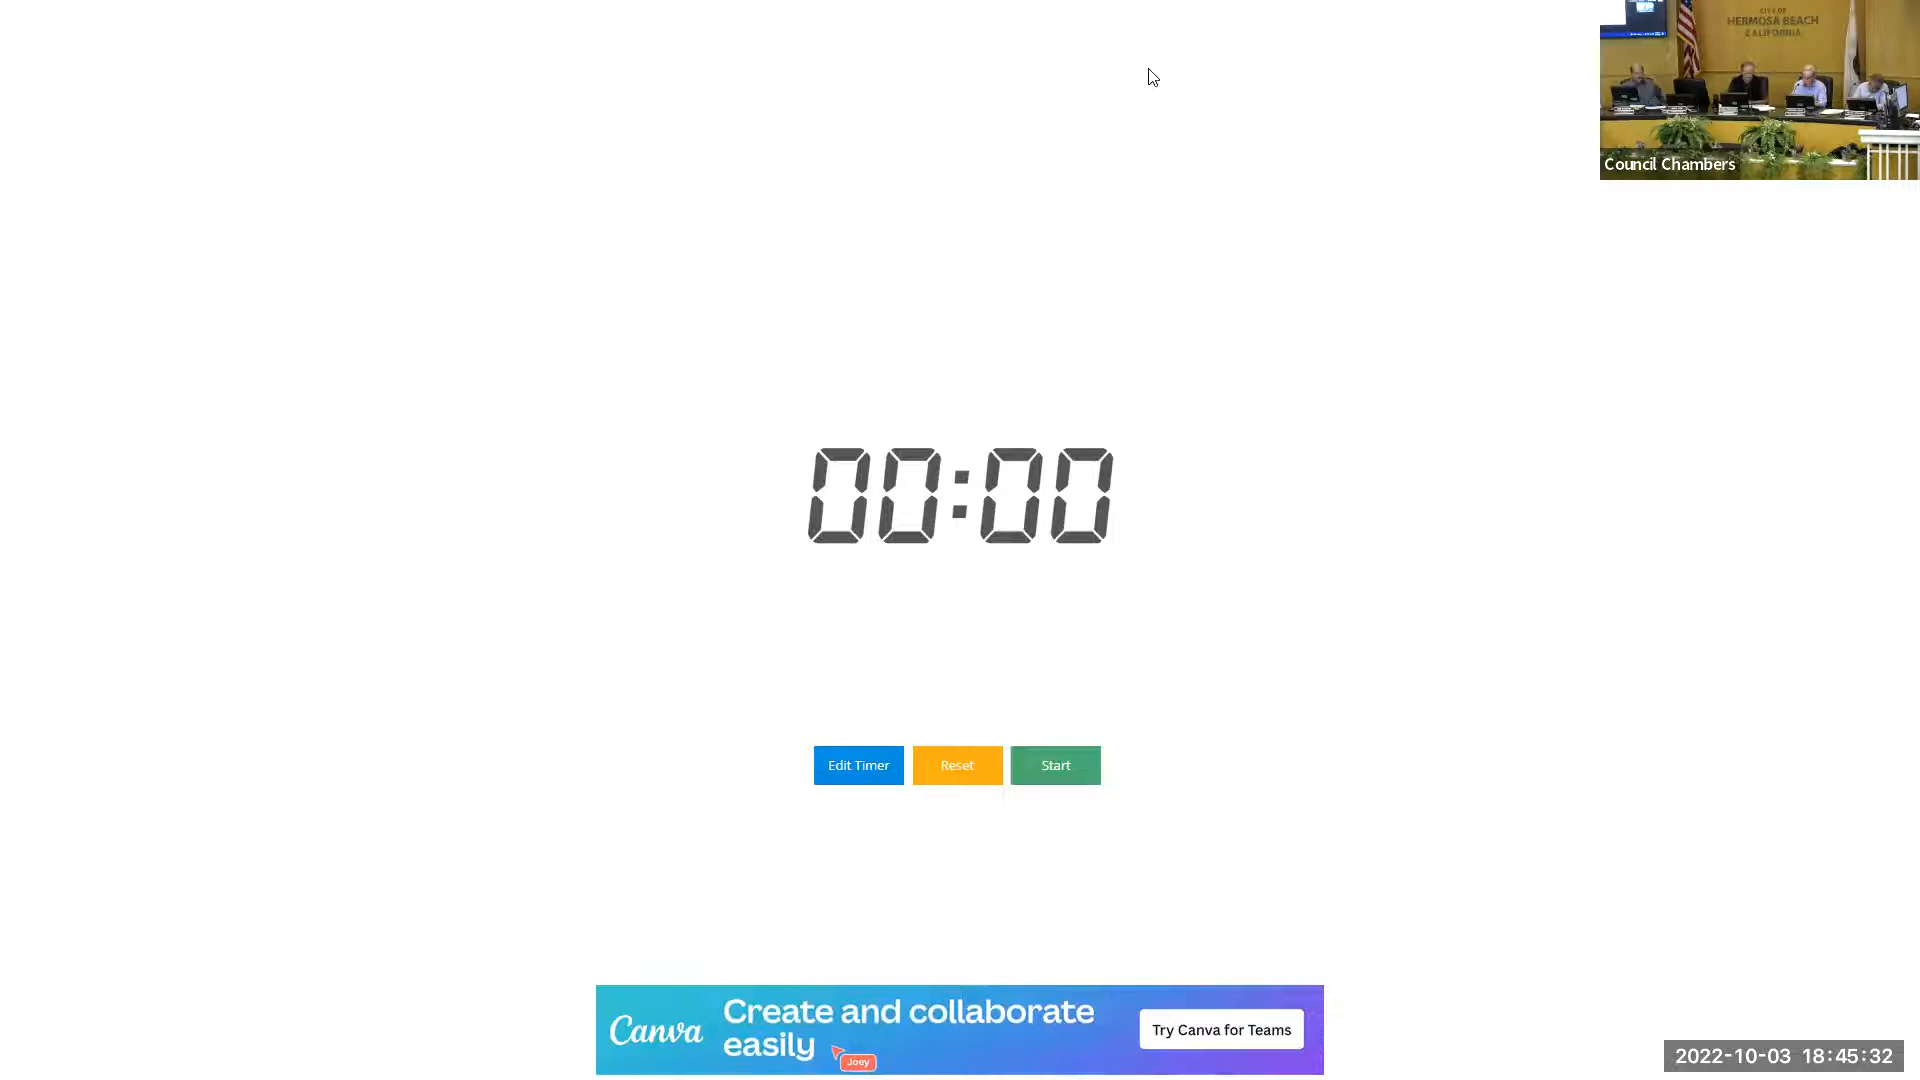 CITY OF
HERMOSA BEACH
CALIFORNIA
Council Chambers
00:00
Edit Timer
Reset
Start
Canva
Create and collaborate
easily
Joey
Try Canva for Teams
2022-10-03 18:45:32